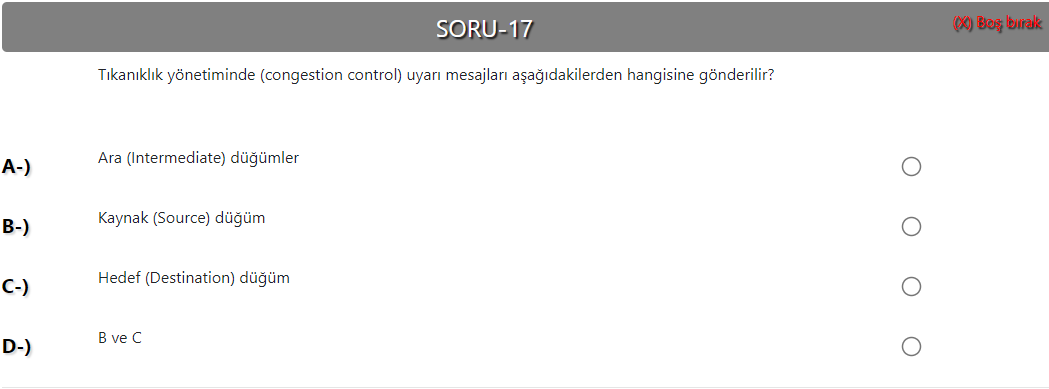 SORU-17
(X) Boş bırak
Tıkanıklık yönetiminde (congestion control) uyarı mesajları aşağıdakilerden hangisine gönderilir?
A-) Ara (Intermediate) düğümler
B-) Kaynak (Source) düğüm
C-) Hedef (Destination) düğüm
D-) B ve C